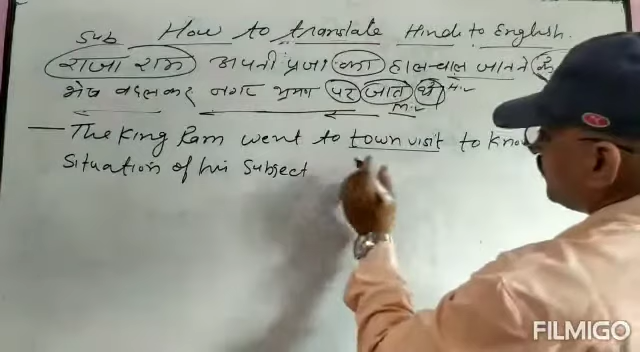 Sub How to translate Hindi to English.
राजा राम अपनी प्रजा का हाल-चाल जानने
भेष बदलकर नगर भ्रमण पर जाते थे H.V
M.V
The King Ram went to town visit to know
Situation of his Subject
FILMIGO